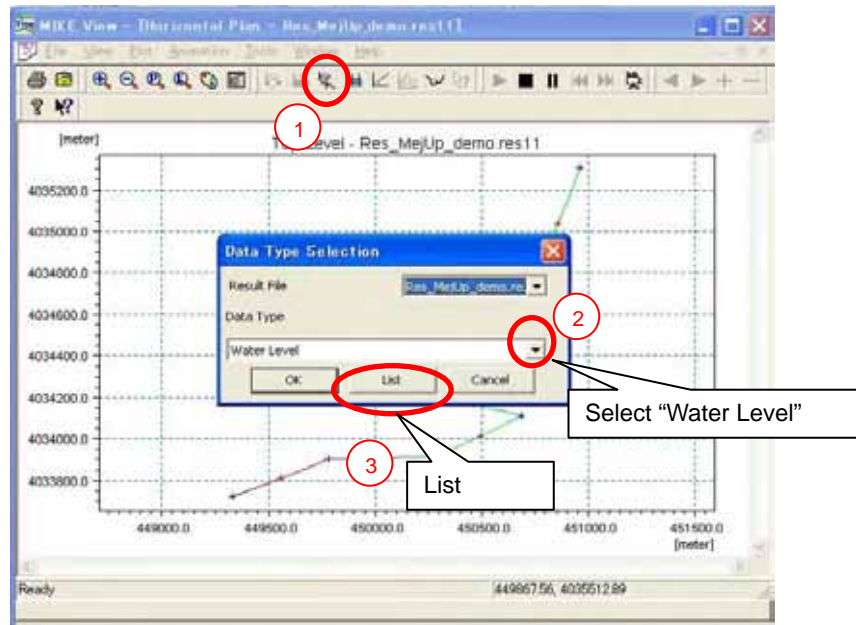 MIKE View - [Horizontal Plan - Res_MejUp_demo.res11]
File View Plot Animation Tools Window Help
1
[meter]
Level - Res_MejUp_demo.res11
4035200.0
4035000.0
Data Type Selection
4034800.0
Result File
Res_MejUp_demo.re
4034600.0
Data Type
2
4034400.0
Water Level
OK
List
Cancel
4034200.0
Select “Water Level”
4034000.0
3
List
4033800.0
449000.0
449500.0
450000.0
450500.0
451000.0
451500.0
[meter]
Ready
449867.56, 4035512.89